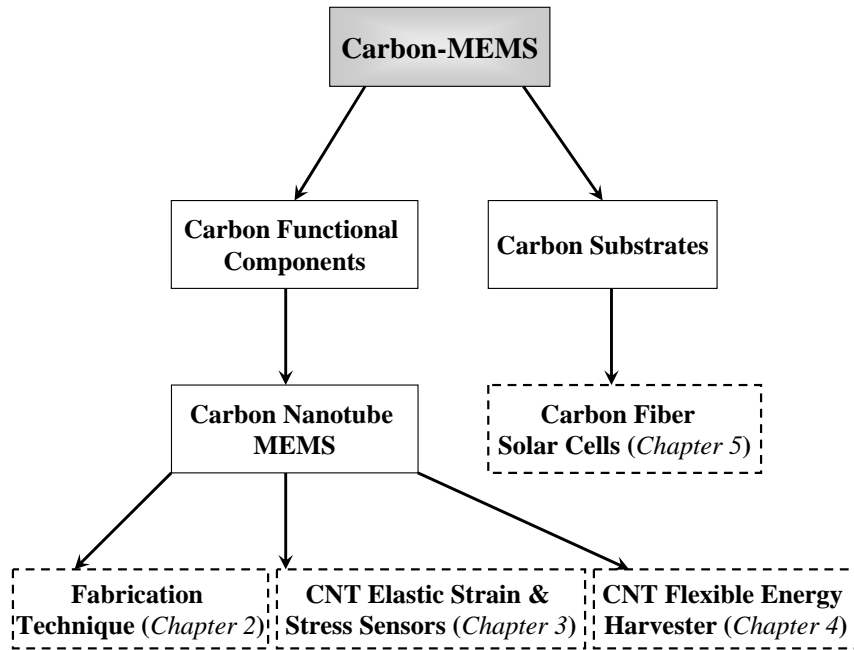 Carbon-MEMS
Carbon Functional
Components
Carbon Substrates
Carbon Nanotube
MEMS
Carbon Fiber
Solar Cells (Chapter 5)
Fabrication
Technique (Chapter 2)
CNT Elastic Strain &
Stress Sensors (Chapter 3)
CNT Flexible Energy
Harvester (Chapter 4)